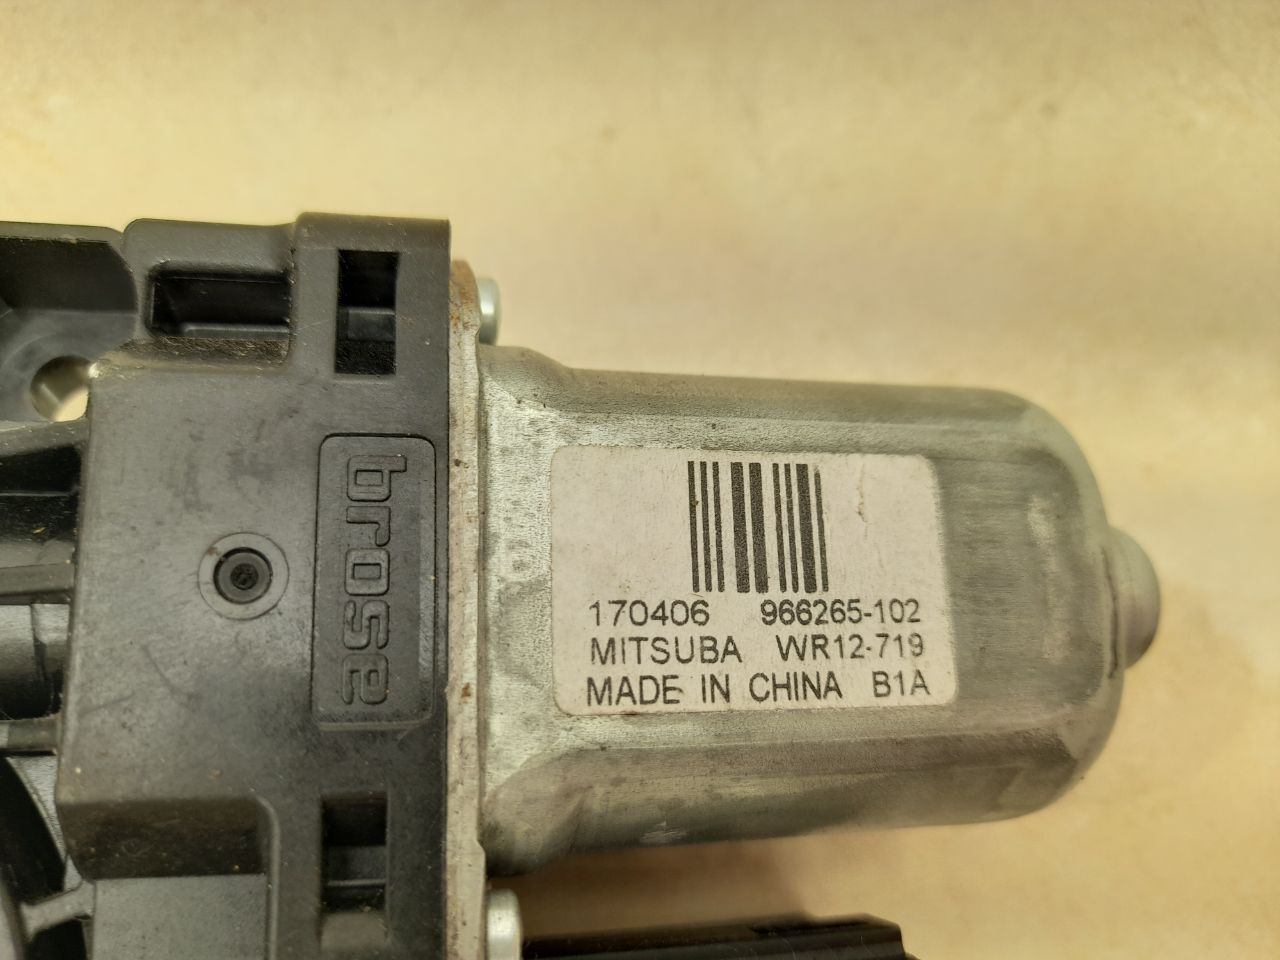 brose
170406 966265-102
MITSUBA WR12-719
MADE IN CHINA B1A